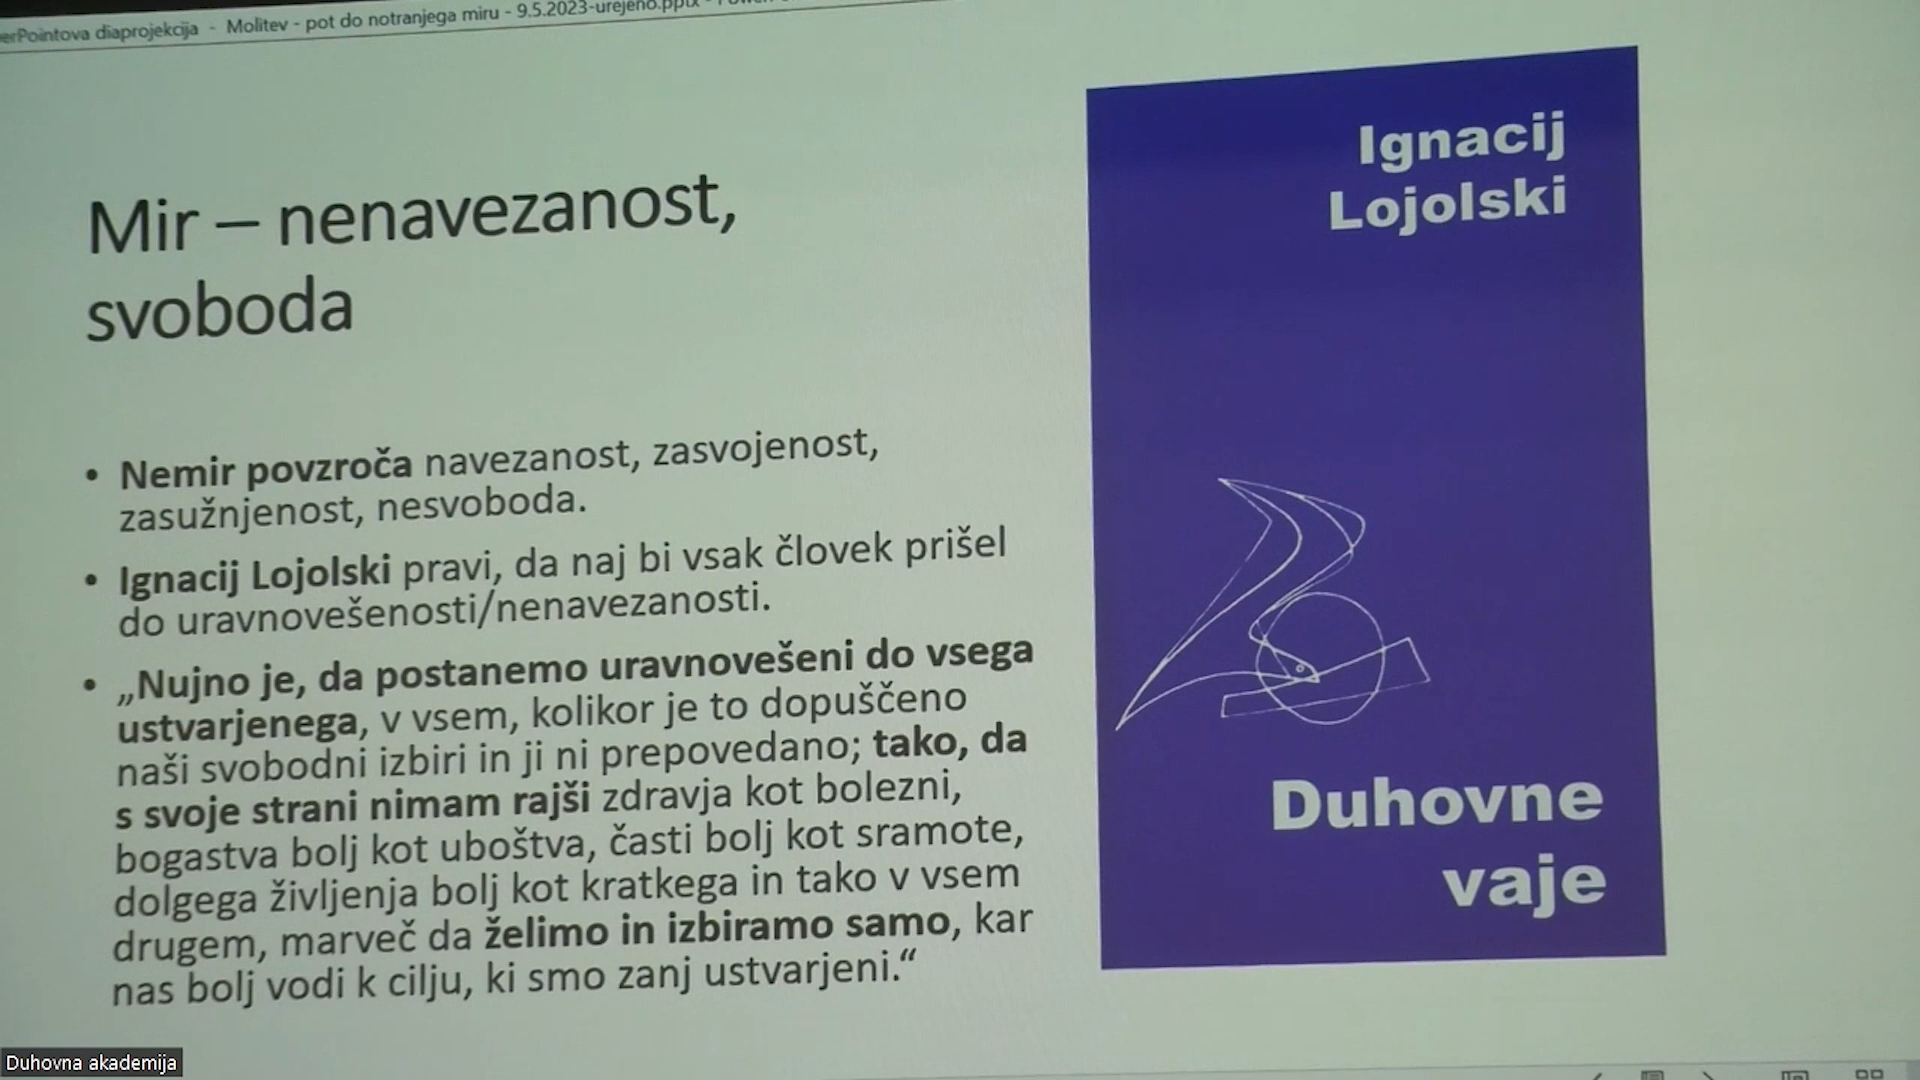 PowerPointova diaprojekcija - Molitev - pot do notranjega miru - 9.5.2023-urejeno.pptx -
Mir – nenavezanost,
svoboda
• Nemir povzroča navezanost, zasvojenost,
zasužnjenost, nesvoboda.
• Ignacij Lojolski pravi, da naj bi vsak človek prišel
do uravnovešenosti/nenavezanosti.
• „Nujno je, da postanemo uravnovešeni do vsega
ustvarjenega, v vsem, kolikor je to dopuščeno
naši svobodni izbiri in ji ni prepovedano; tako, da
s svoje strani nimam rajši zdravja kot bolezni,
bogastva bolj kot uboštva, časti bolj kot sramote,
dolgega življenja bolj kot kratkega in tako v vsem
drugem, marveč da želimo in izbiramo samo, kar
nas bolj vodi k cilju, ki smo zanj ustvarjeni.“
Ignacij
Lojolski
Duhovne
vaje
Duhovna akademija